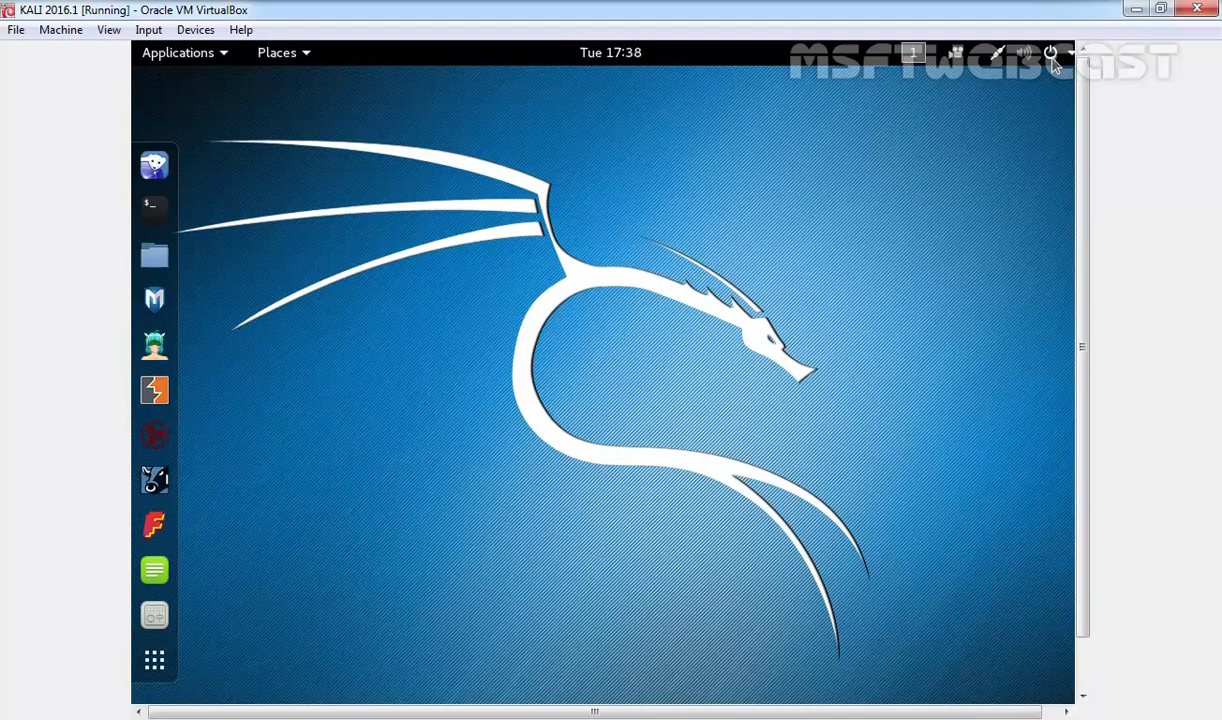 KALI 2016.1 [Running] - Oracle VM VirtualBox
File Machine View Input Devices Help
Applications Places Tue 17:38 1
MSFTWEBCAST
$_